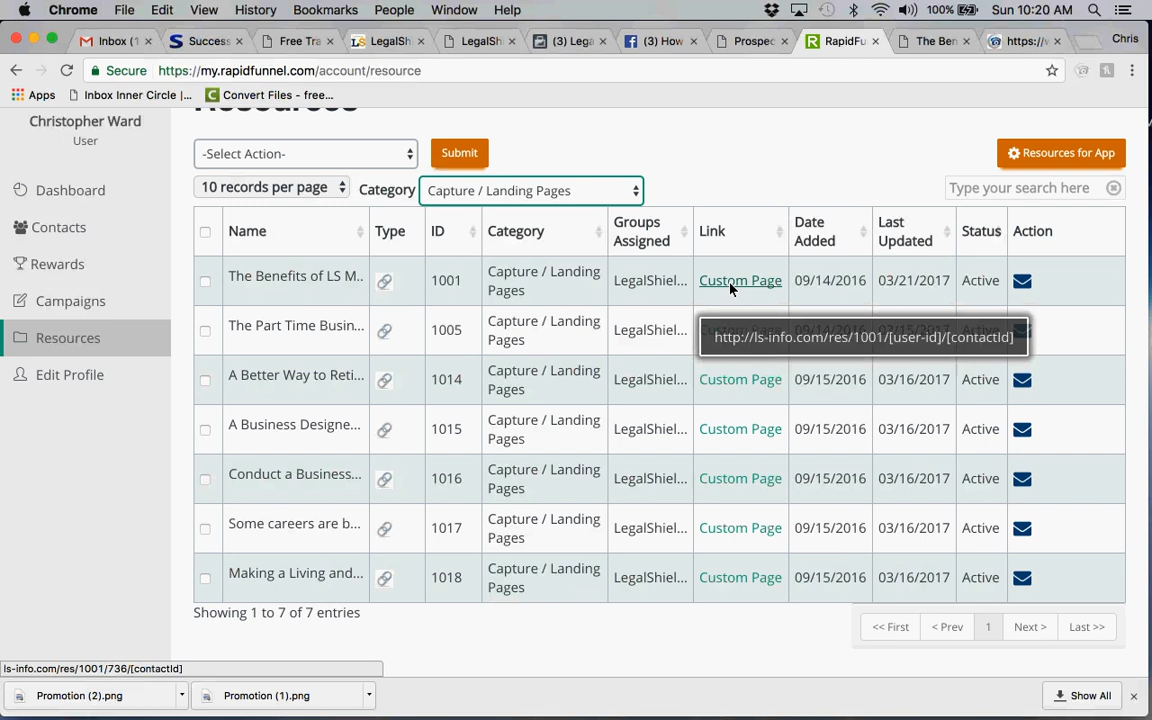 Chrome File Edit View History Bookmarks People Window Help 100% Sun 10:20 AM
Inbox (1 Success Free Tra LegalShi LegalSh (3) Lega (3) How Prospec RapidFu The Ben https://v Chris
Secure https://my.rapidfunnel.com/account/resource
Apps Inbox Inner Circle |... Convert Files - free...
Resources
Christopher Ward
User
-Select Action- Submit Resources for App
10 records per page Category Capture / Landing Pages Type your search here
Dashboard
Contacts
Rewards
Campaigns
Resources
Edit Profile
Name Type ID Category Groups Assigned Link Date Added Last Updated Status Action
The Benefits of LS M.. 1001 Capture / Landing Pages LegalShiel... Custom Page 09/14/2016 03/21/2017 Active
The Part Time Busin... 1005 Capture / Landing Pages LegalShiel...
http://ls-info.com/res/1001/[user-id]/[contactId]
A Better Way to Reti... 1014 Capture / Landing Pages LegalShiel... Custom Page 09/15/2016 03/16/2017 Active
A Business Designe... 1015 Capture / Landing Pages LegalShiel... Custom Page 09/15/2016 03/16/2017 Active
Conduct a Business... 1016 Capture / Landing Pages LegalShiel... Custom Page 09/15/2016 03/16/2017 Active
Some careers are b... 1017 Capture / Landing Pages LegalShiel... Custom Page 09/15/2016 03/16/2017 Active
Making a Living and... 1018 Capture / Landing Pages LegalShiel... Custom Page 09/15/2016 03/16/2017 Active
Showing 1 to 7 of 7 entries
<< First < Prev 1 Next > Last >>
ls-info.com/res/1001/736/[contactId]
Promotion (2).png Promotion (1).png Show All